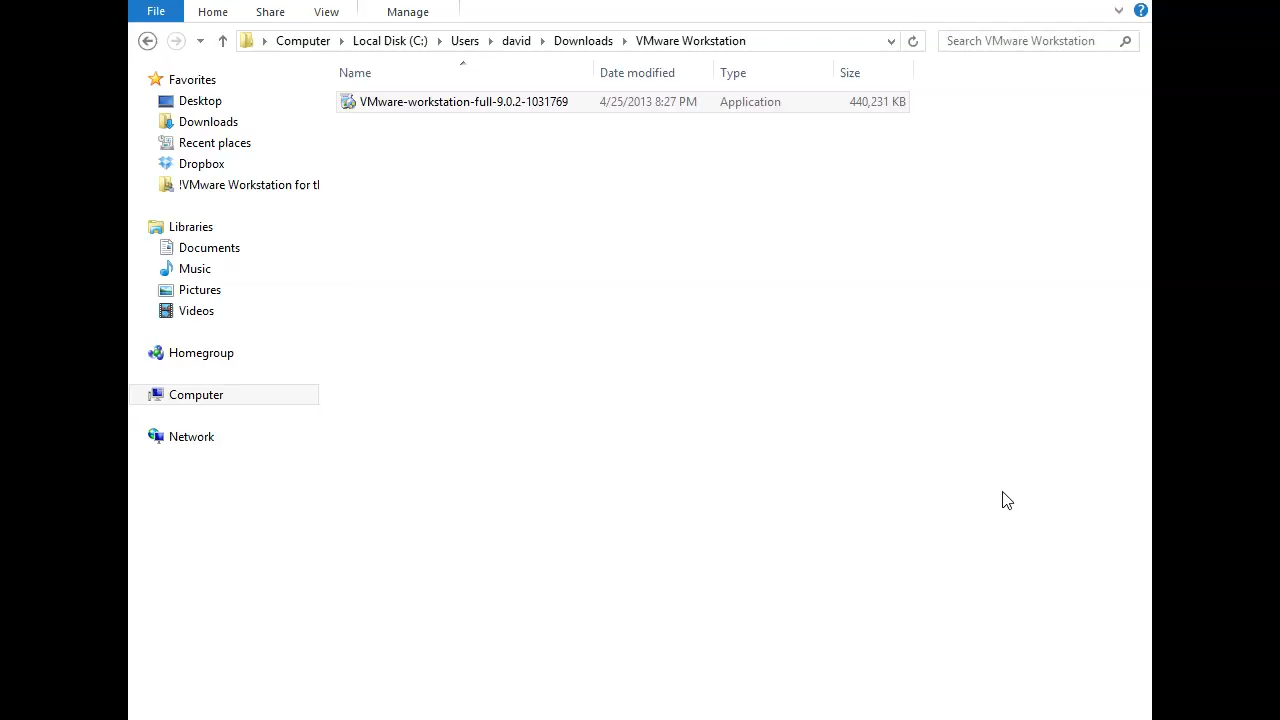 File Home Share View Manage
Computer Local Disk (C:) Users david Downloads VMware Workstation Search VMware Workstation
Name Date modified Type Size
VMware-workstation-full-9.0.2-1031769 4/25/2013 8:27 PM Application 440,231 KB
Favorites
Desktop
Downloads
Recent places
Dropbox
!VMware Workstation for tl
Libraries
Documents
Music
Pictures
Videos
Homegroup
Computer
Network